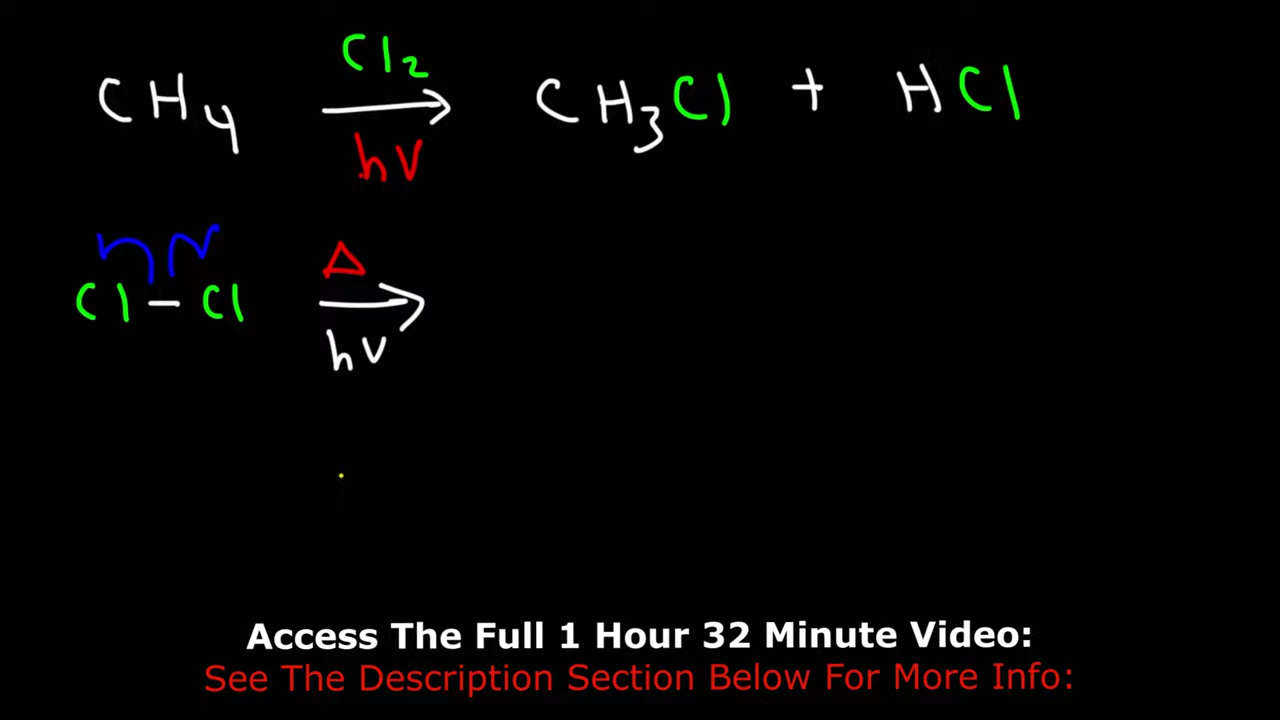 CH4 Cl2 hv → CH3Cl + HCl
Cl–Cl Δ hv →
Access The Full 1 Hour 32 Minute Video:
See The Description Section Below For More Info: